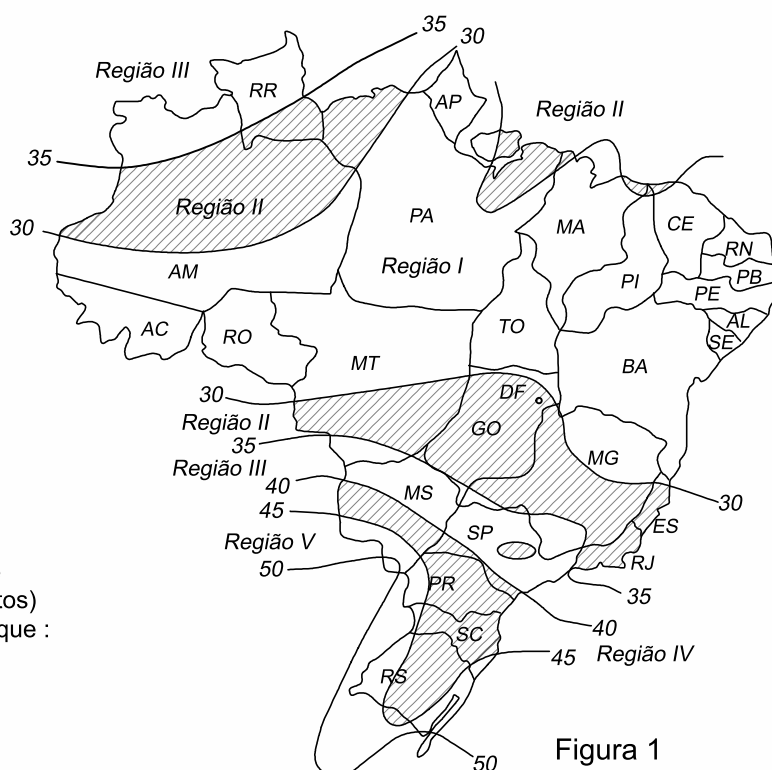 35
30
Região III
RR
AP
Região II
35
Região II
30
PA
MA
CE
RN
Região I
AM
PI
PB
PE
AL
AC
RO
TO
SE
MT
BA
DF
30
Região II
GO
35
MG
Região III
40
MS
30
45
SP
ES
Região V
RJ
50
PR
35
tos)
40
que :
SC
45
Região IV
RS
Figura 1
50